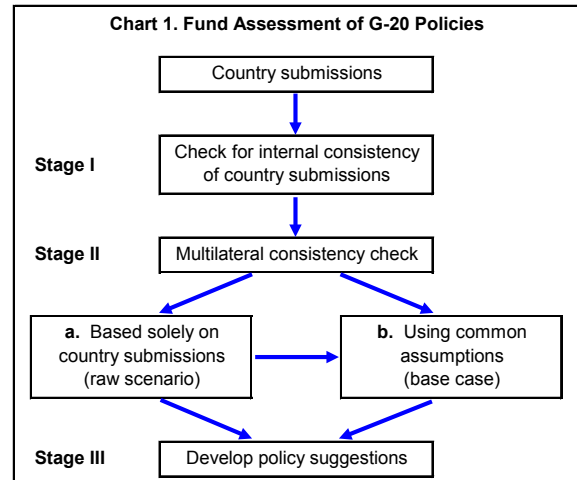 Chart 1. Fund Assessment of G-20 Policies
Country submissions
Stage I
Check for internal consistency
of country submissions
Stage II
Multilateral consistency check
a. Based solely on
country submissions
(raw scenario)
b. Using common
assumptions
(base case)
Stage III
Develop policy suggestions